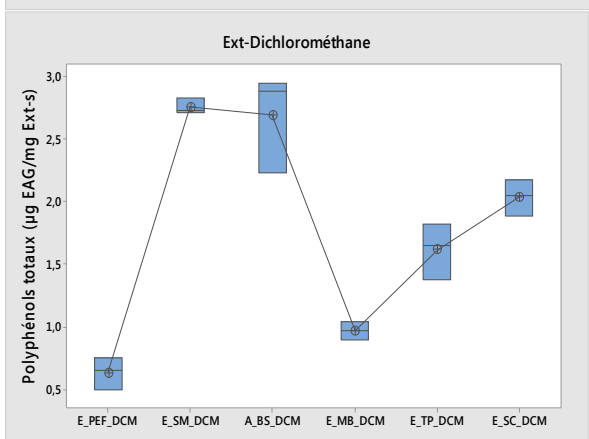 Ext-Dichlorométhane
Polyphénols totaux (µg EAG/mg Ext-s)
3,0
2,5
2,0
1,5
1,0
0,5
E_PEF_DCM E_SM_DCM A_BS_DCM E_MB_DCM E_TP_DCM E_SC_DCM